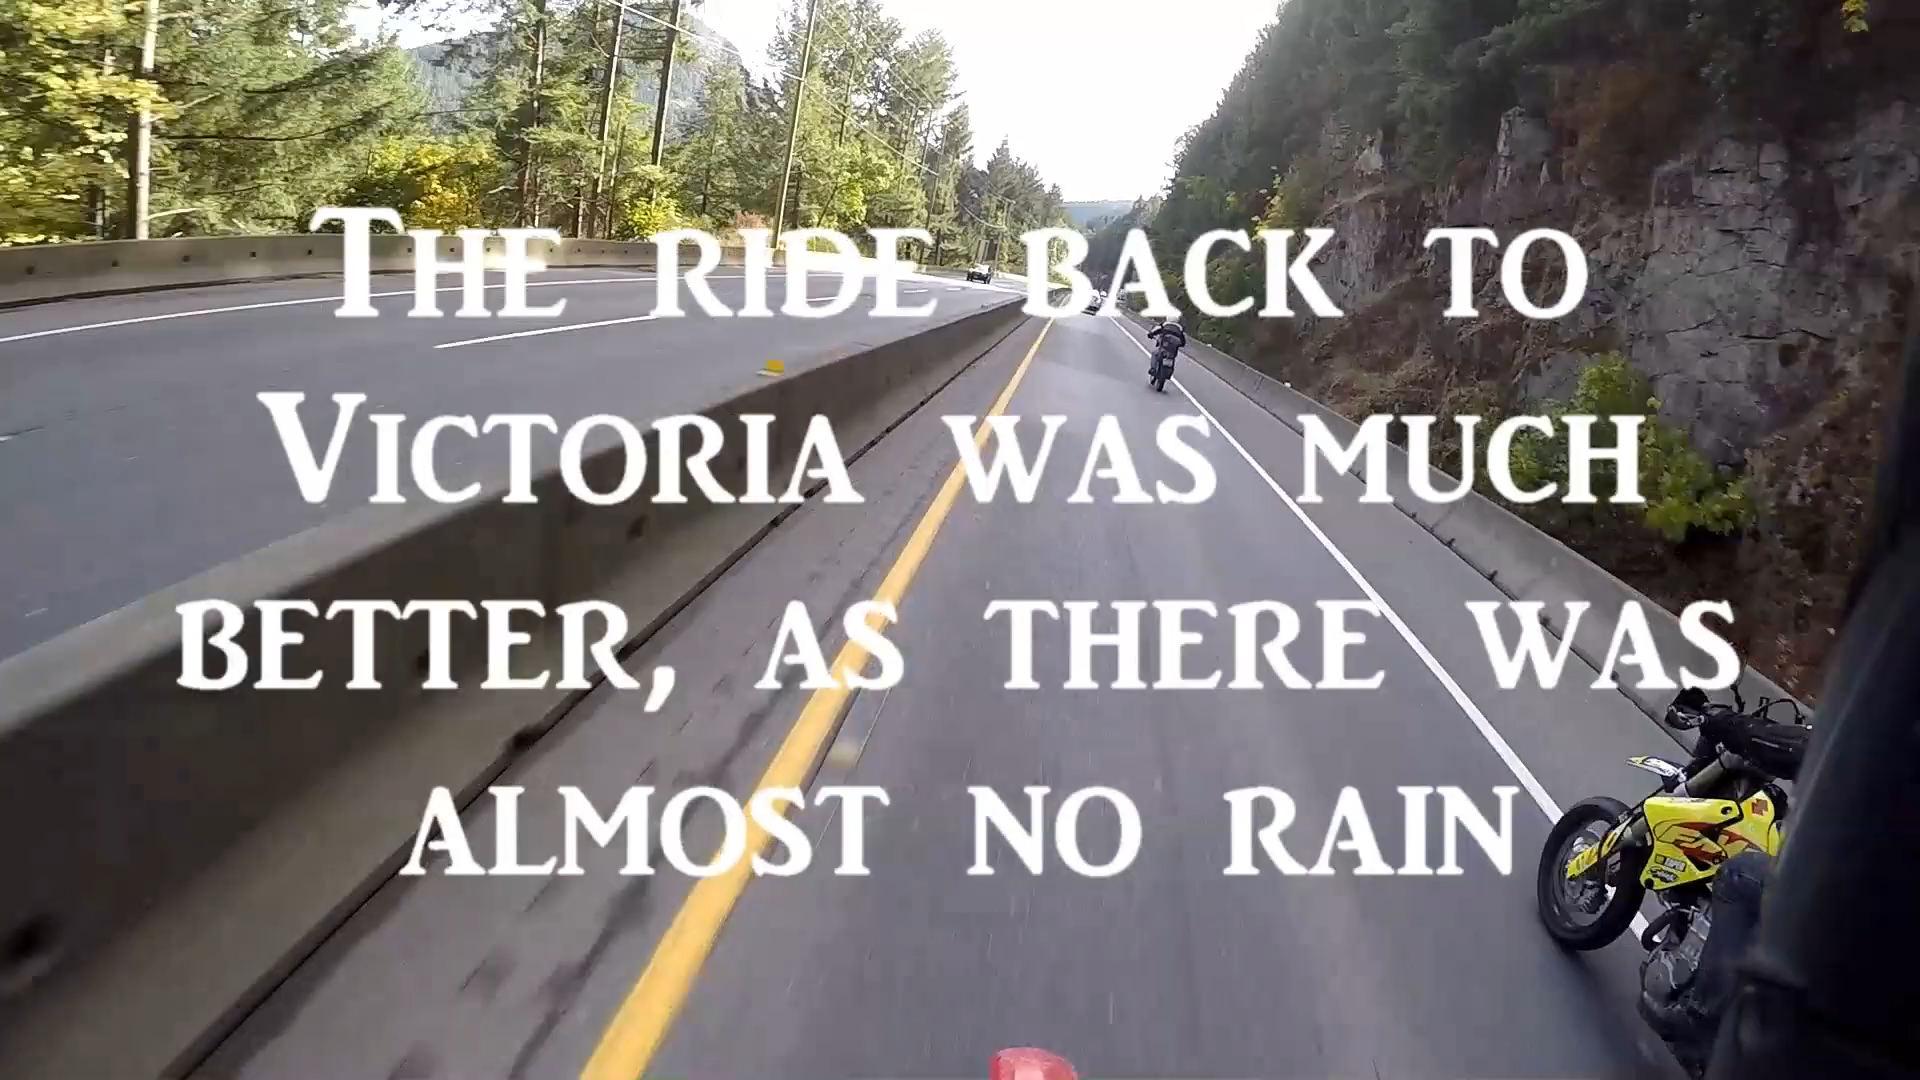 The ride back to
Victoria was much
better, as there was
almost no rain